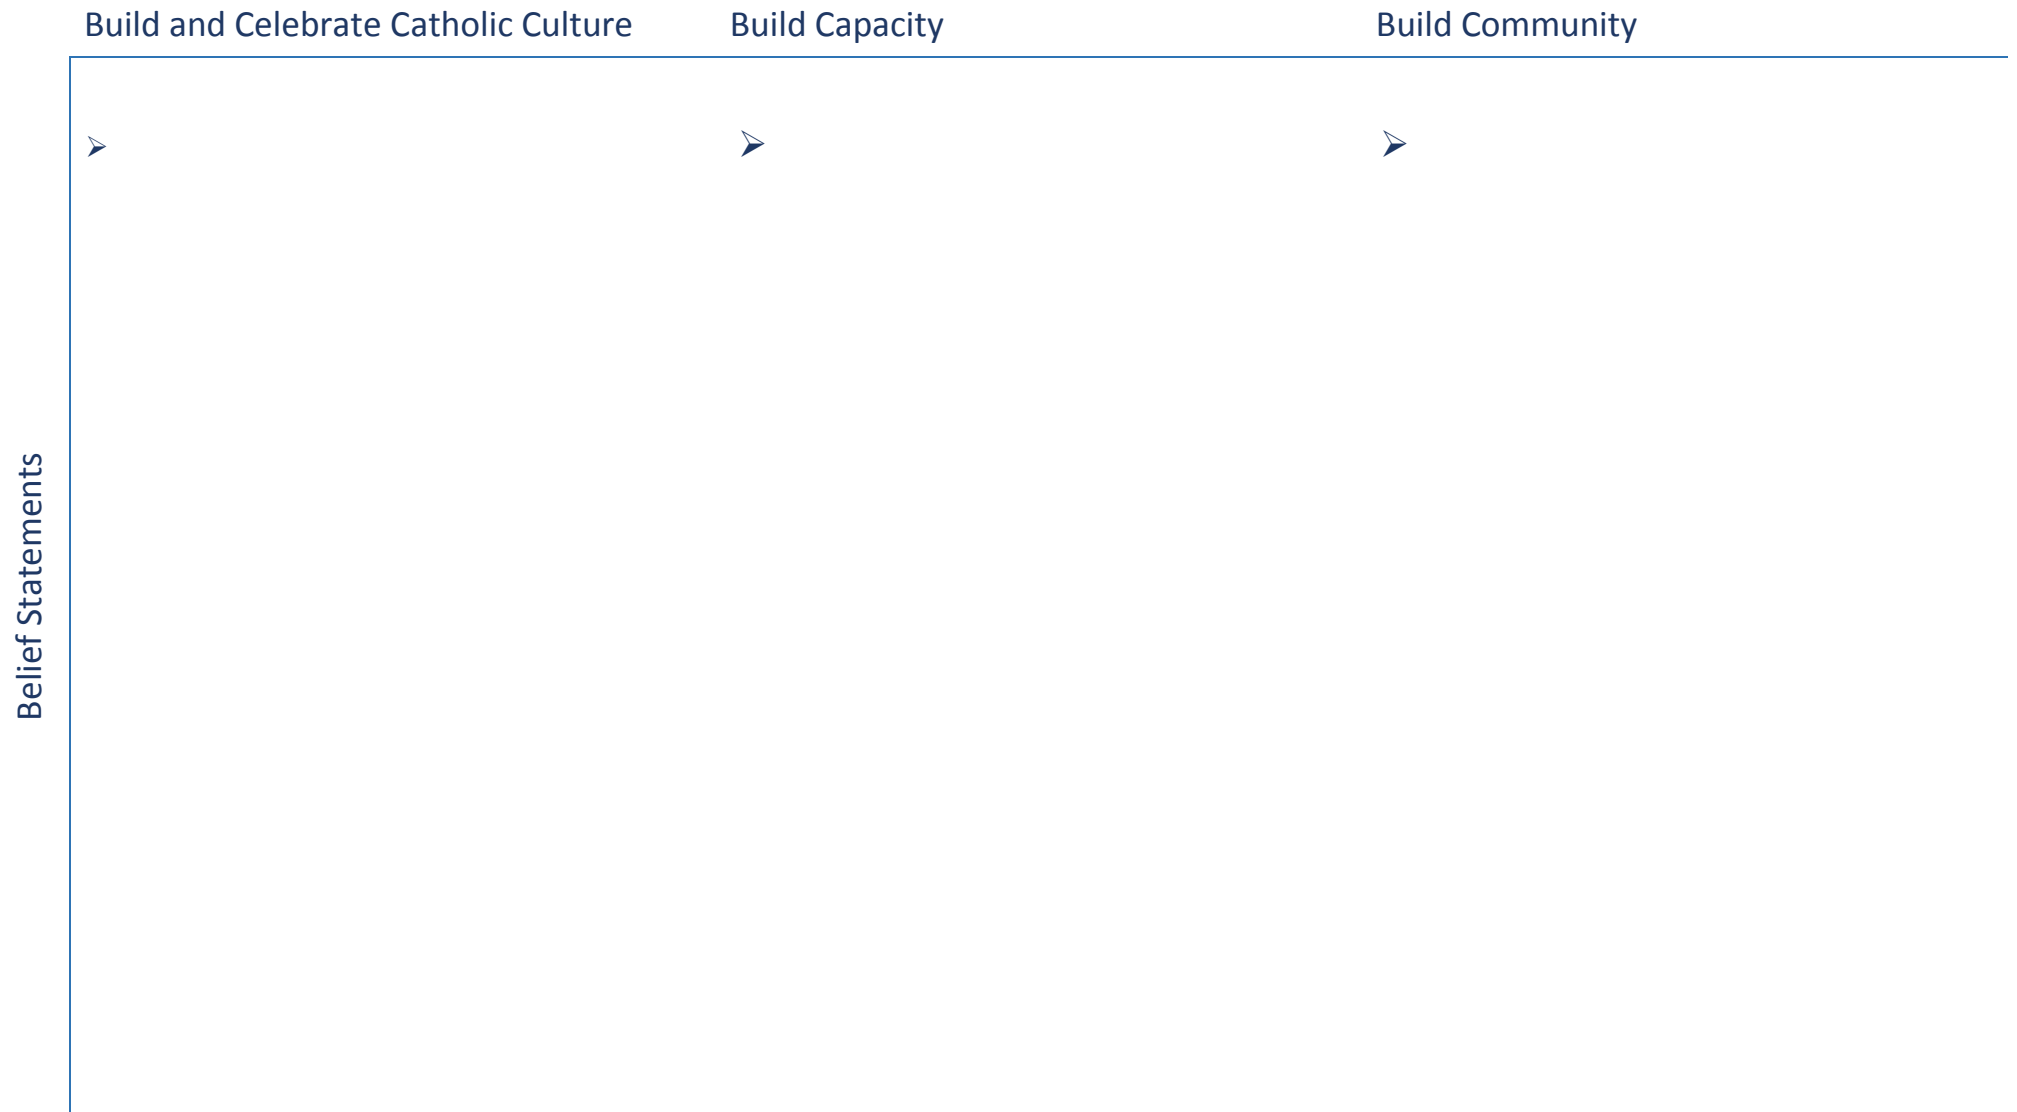 Build and Celebrate Catholic Culture
Build Capacity
Build Community
➢
➢
➢
Belief Statements